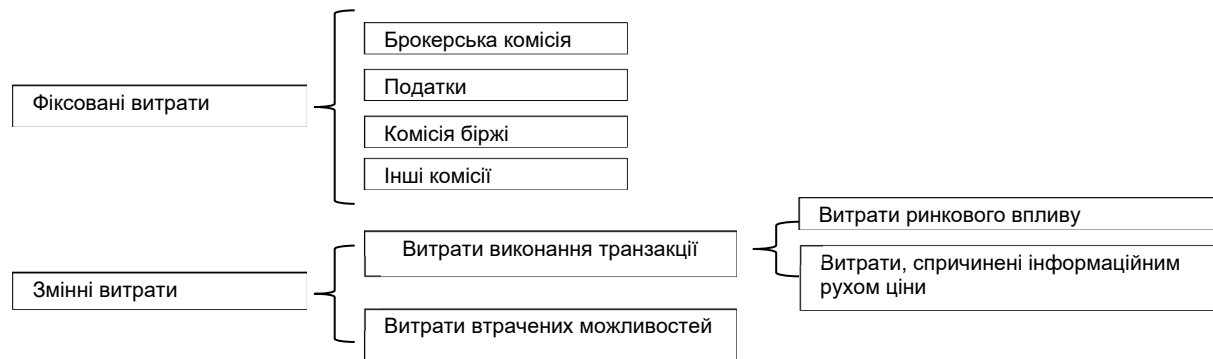 Фіксовані витрати
Брокерська комісія
Податки
Комісія біржі
Інші комісії
Змінні витрати
Витрати виконання транзакції
Витрати ринкового впливу
Витрати, спричинені інформаційним
рухом ціни
Витрати втрачених можливостей